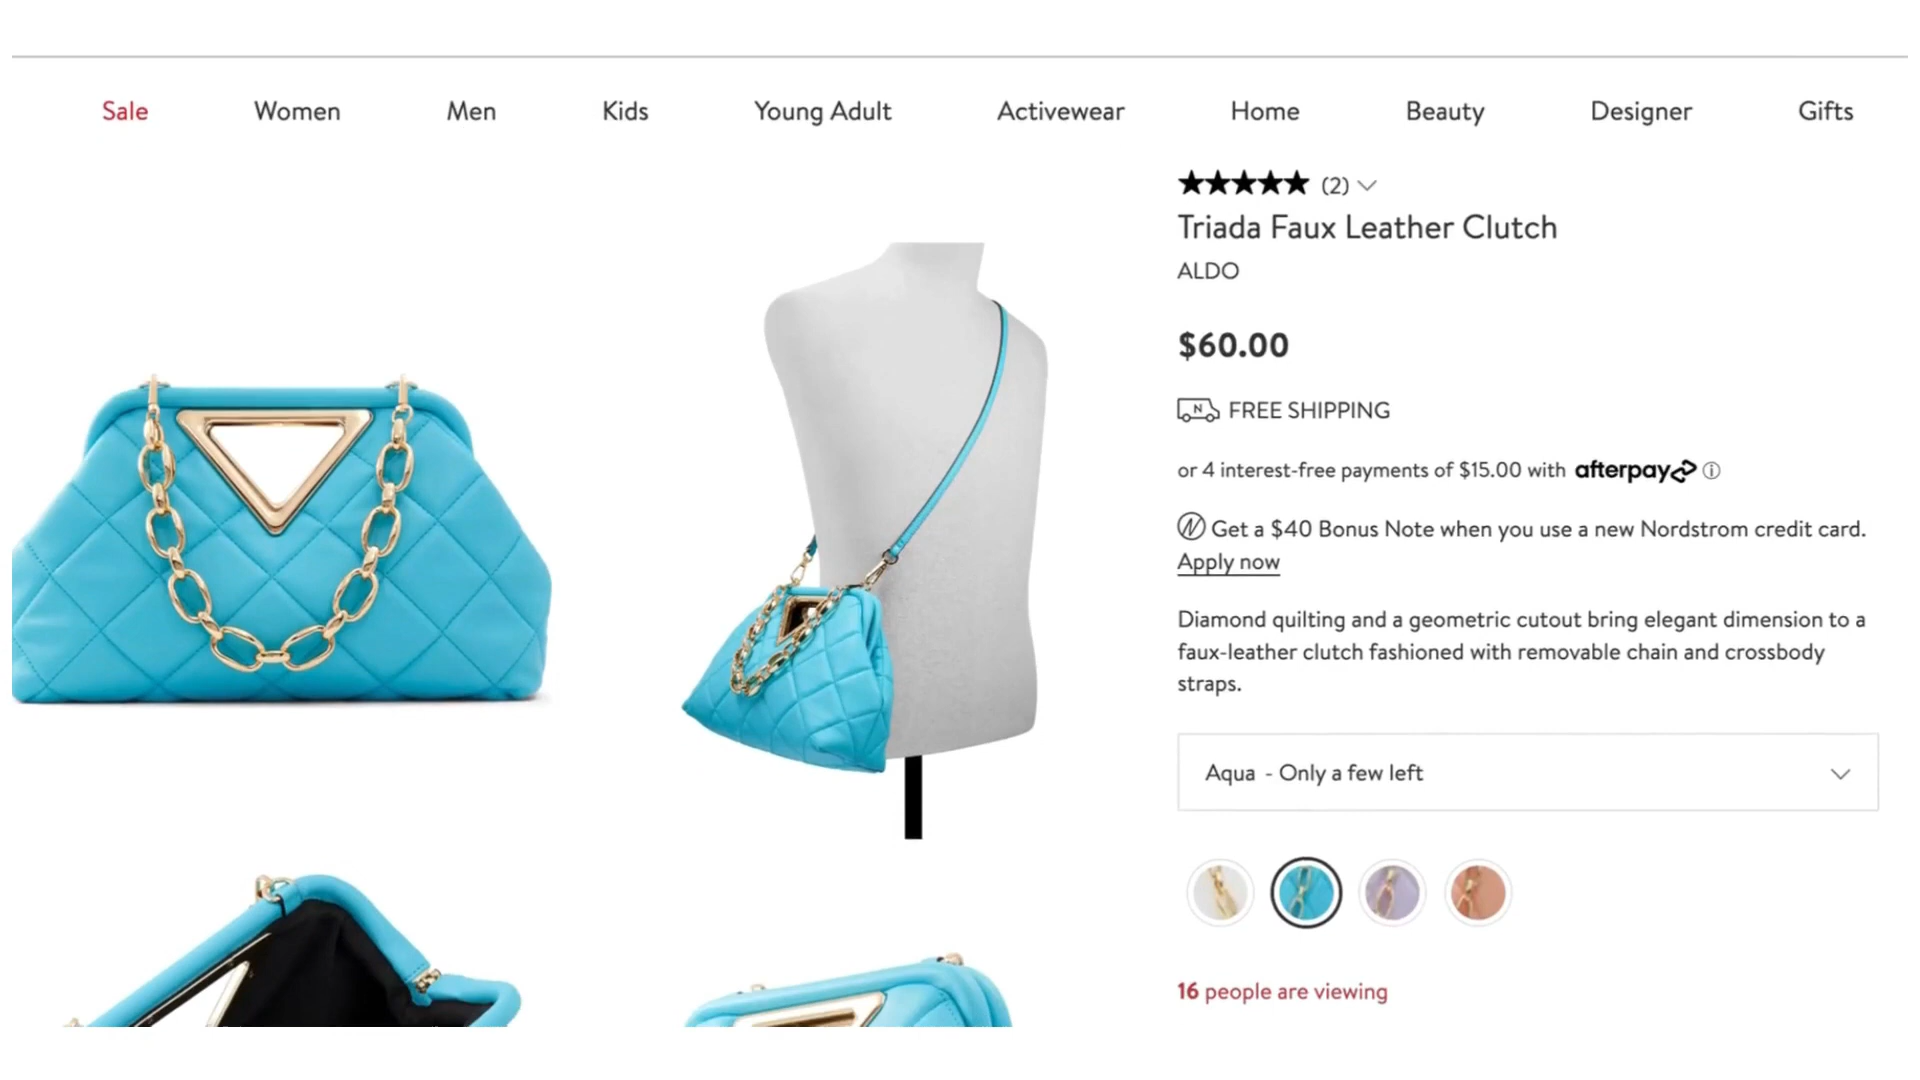 Sale Women Men Kids Young Adult Activewear Home Beauty Designer Gifts
(2)
Triada Faux Leather Clutch
ALDO
$60.00
N FREE SHIPPING
or 4 interest-free payments of $15.00 with afterpay
N Get a $40 Bonus Note when you use a new Nordstrom credit card.
Apply now
Diamond quilting and a geometric cutout bring elegant dimension to a
faux-leather clutch fashioned with removable chain and crossbody
straps.
Aqua - Only a few left
16 people are viewing